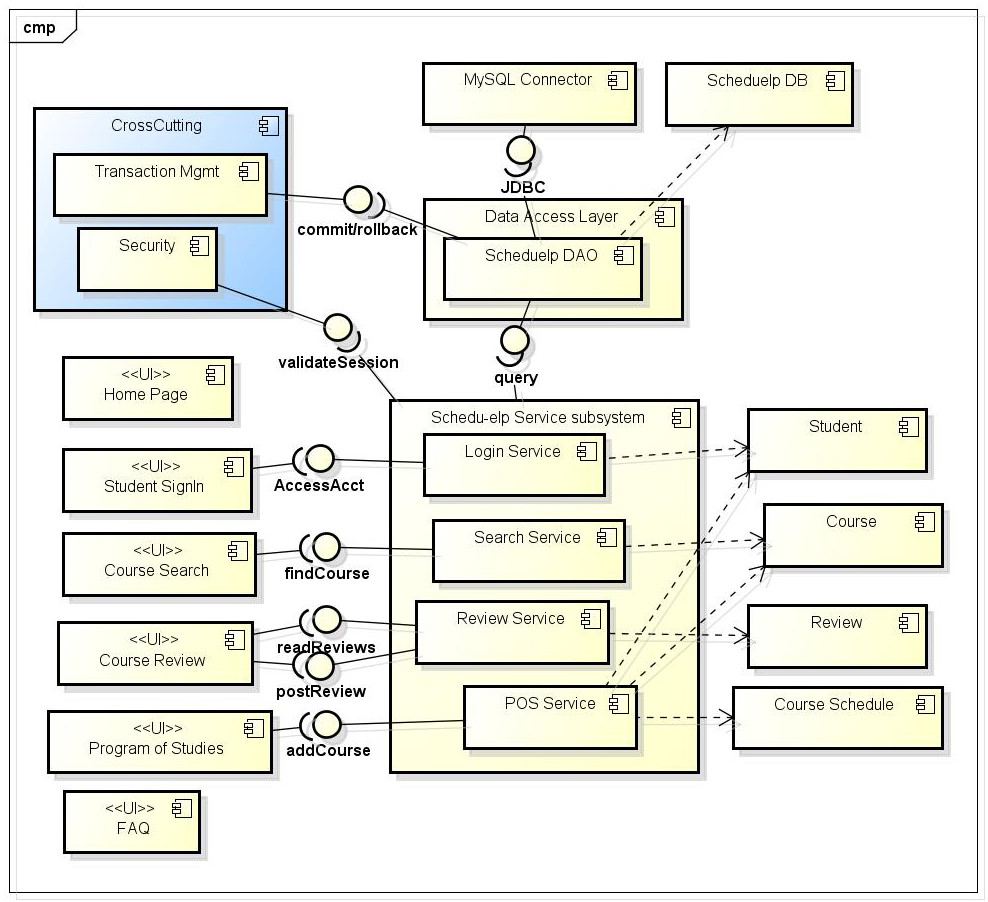 cmp
MySQL Connector
Scheduelp DB
CrossCutting
Transaction Mgmt
JDBC
Data Access Layer
commit/rollback
Security
Scheduelp DAO
validateSession
query
<<UI>>
Home Page
Schedu-elp Service subsystem
Student
Login Service
<<UI>>
Student SignIn
AccessAcct
Course
Search Service
<<UI>>
Course Search
findCourse
Review Service
Review
<<UI>>
Course Review
readReviews
postReview
POS Service
Course Schedule
<<UI>>
Program of Studies
addCourse
<<UI>>
FAQ